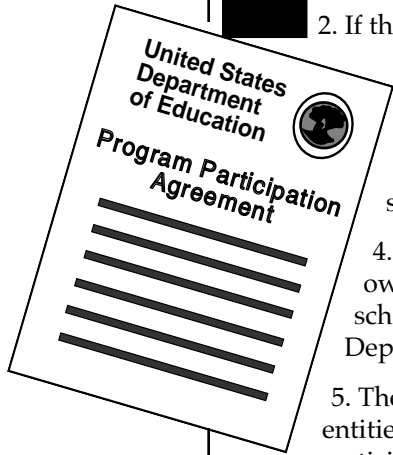 2. If th
United States
Department
of Education
Program Participation
Agreement
s
4.
ow
sch
Dep
5. The
entitie